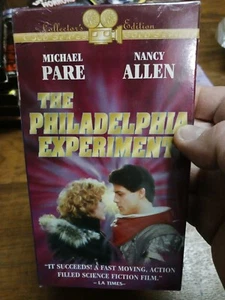 Collector's Edition
MICHAEL NANCY
PARE ALLEN
THE
PHILADELPHIA
EXPERIMENT
"IT SUCCEEDS! A FAST MOVING, ACTION
FILLED SCIENCE FICTION FILM."
– LA TIMES–